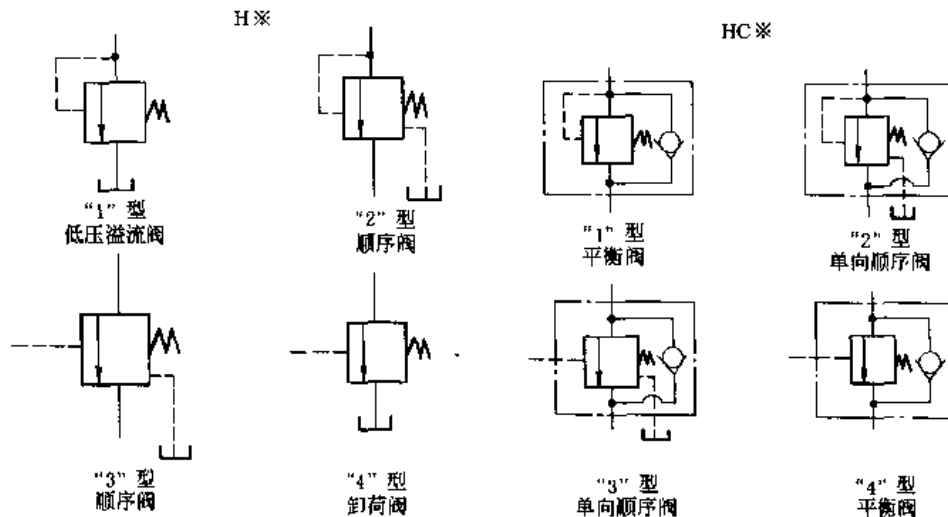 H※
HC※
“1”型
低压溢流阀
“2”型
顺序阀
“1”型
平衡阀
“2”型
单向顺序阀
“3”型
顺序阀
“4”型
卸荷阀
“3”型
单向顺序阀
“4”型
平衡阀